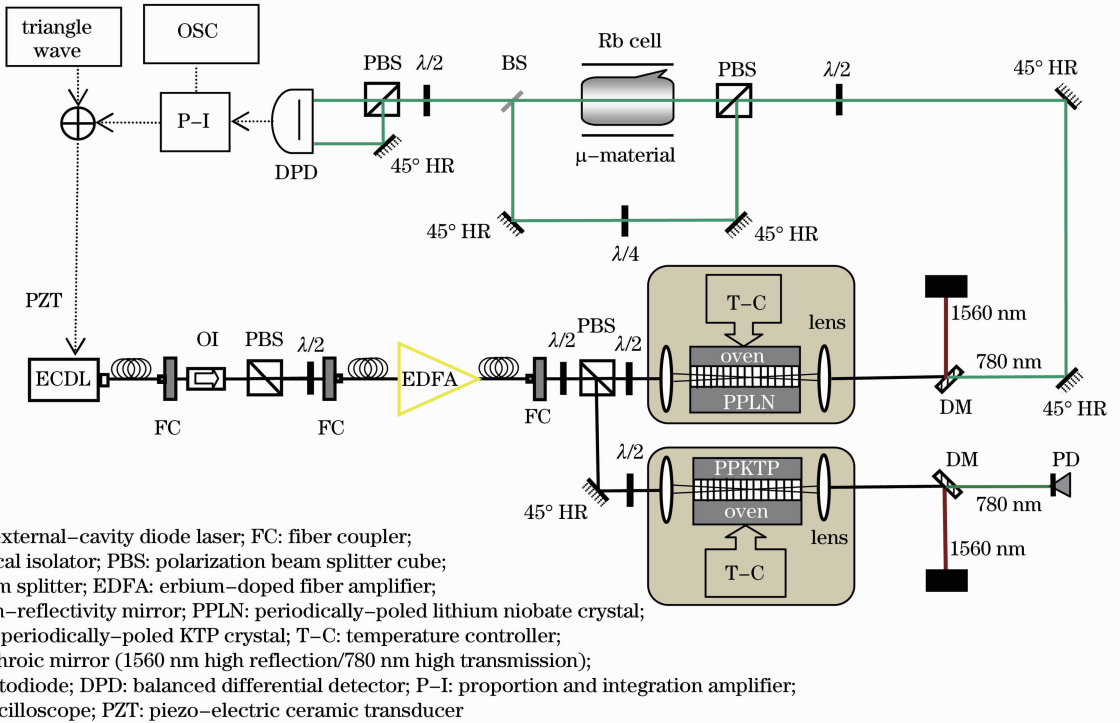 triangle
wave
OSC
P−I
DPD
PBS
λ/2
BS
Rb cell
μ−material
PBS
λ/2
45° HR
45° HR
45° HR
λ/4
45° HR
PZT
ECDL
FC
OI
PBS
λ/2
FC
EDFA
FC
λ/2
PBS
λ/2
T−C
lens
oven
PPLN
1560 nm
780 nm
DM
45° HR
45° HR
λ/2
PPKTP
oven
T−C
lens
DM
780 nm
PD
1560 nm
external−cavity diode laser; FC: fiber coupler;
cal isolator; PBS: polarization beam splitter cube;
m splitter; EDFA: erbium−doped fiber amplifier;
−reflectivity mirror; PPLN: periodically−poled lithium niobate crystal;
periodically−poled KTP crystal; T−C: temperature controller;
hroic mirror (1560 nm high reflection/780 nm high transmission);
todiode; DPD: balanced differential detector; P−I: proportion and integration amplifier;
cilloscope; PZT: piezo−electric ceramic transducer